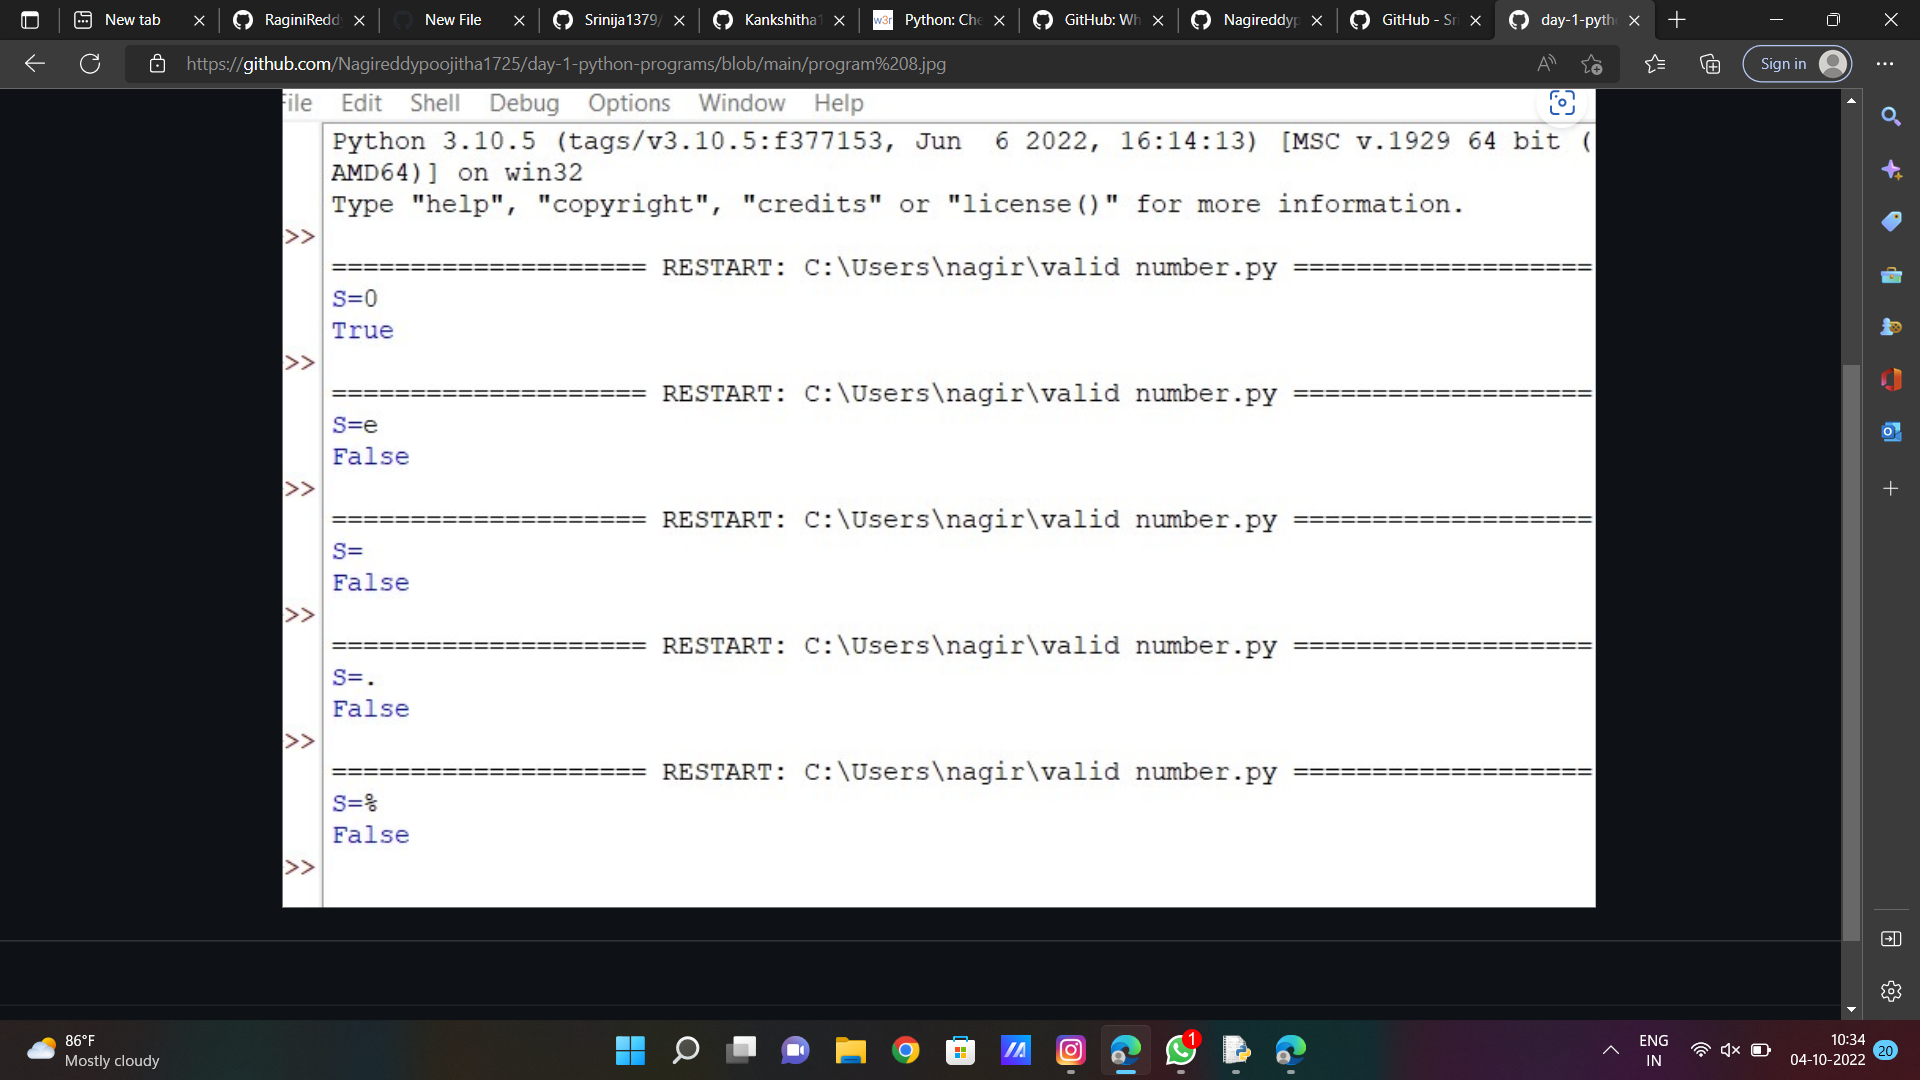 New tab
RaginiRedd
New File
Srinija1379/
Kankshitha1
w3r Python: Che
GitHub: Wh
Nagireddyp
GitHub - Sri
day-1-pyth
https://github.com/Nagireddypoojitha1725/day-1-python-programs/blob/main/program%208.jpg
Sign in
File Edit Shell Debug Options Window Help
Python 3.10.5 (tags/v3.10.5:f377153, Jun  6 2022, 16:14:13) [MSC v.1929 64 bit (
AMD64)] on win32
Type "help", "copyright", "credits" or "license()" for more information.
>>
==================== RESTART: C:\Users\nagir\valid number.py ===================
S=0
True
>>
==================== RESTART: C:\Users\nagir\valid number.py ===================
S=e
False
>>
==================== RESTART: C:\Users\nagir\valid number.py ===================
S=
False
>>
==================== RESTART: C:\Users\nagir\valid number.py ===================
S=.
False
>>
==================== RESTART: C:\Users\nagir\valid number.py ===================
S=%
False
>>
86°F
Mostly cloudy
1
ENG
IN
10:34
04-10-2022
20